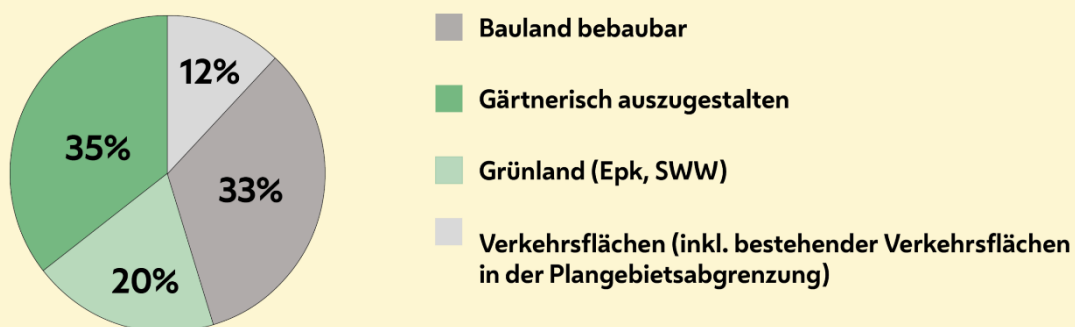 12%
35%
33%
20%
Bauland bebaubar
Gärtnerisch auszugestalten
Grünland (Epk, SWW)
Verkehrsflächen (inkl. bestehender Verkehrsflächen
in der Plangebietsabgrenzung)